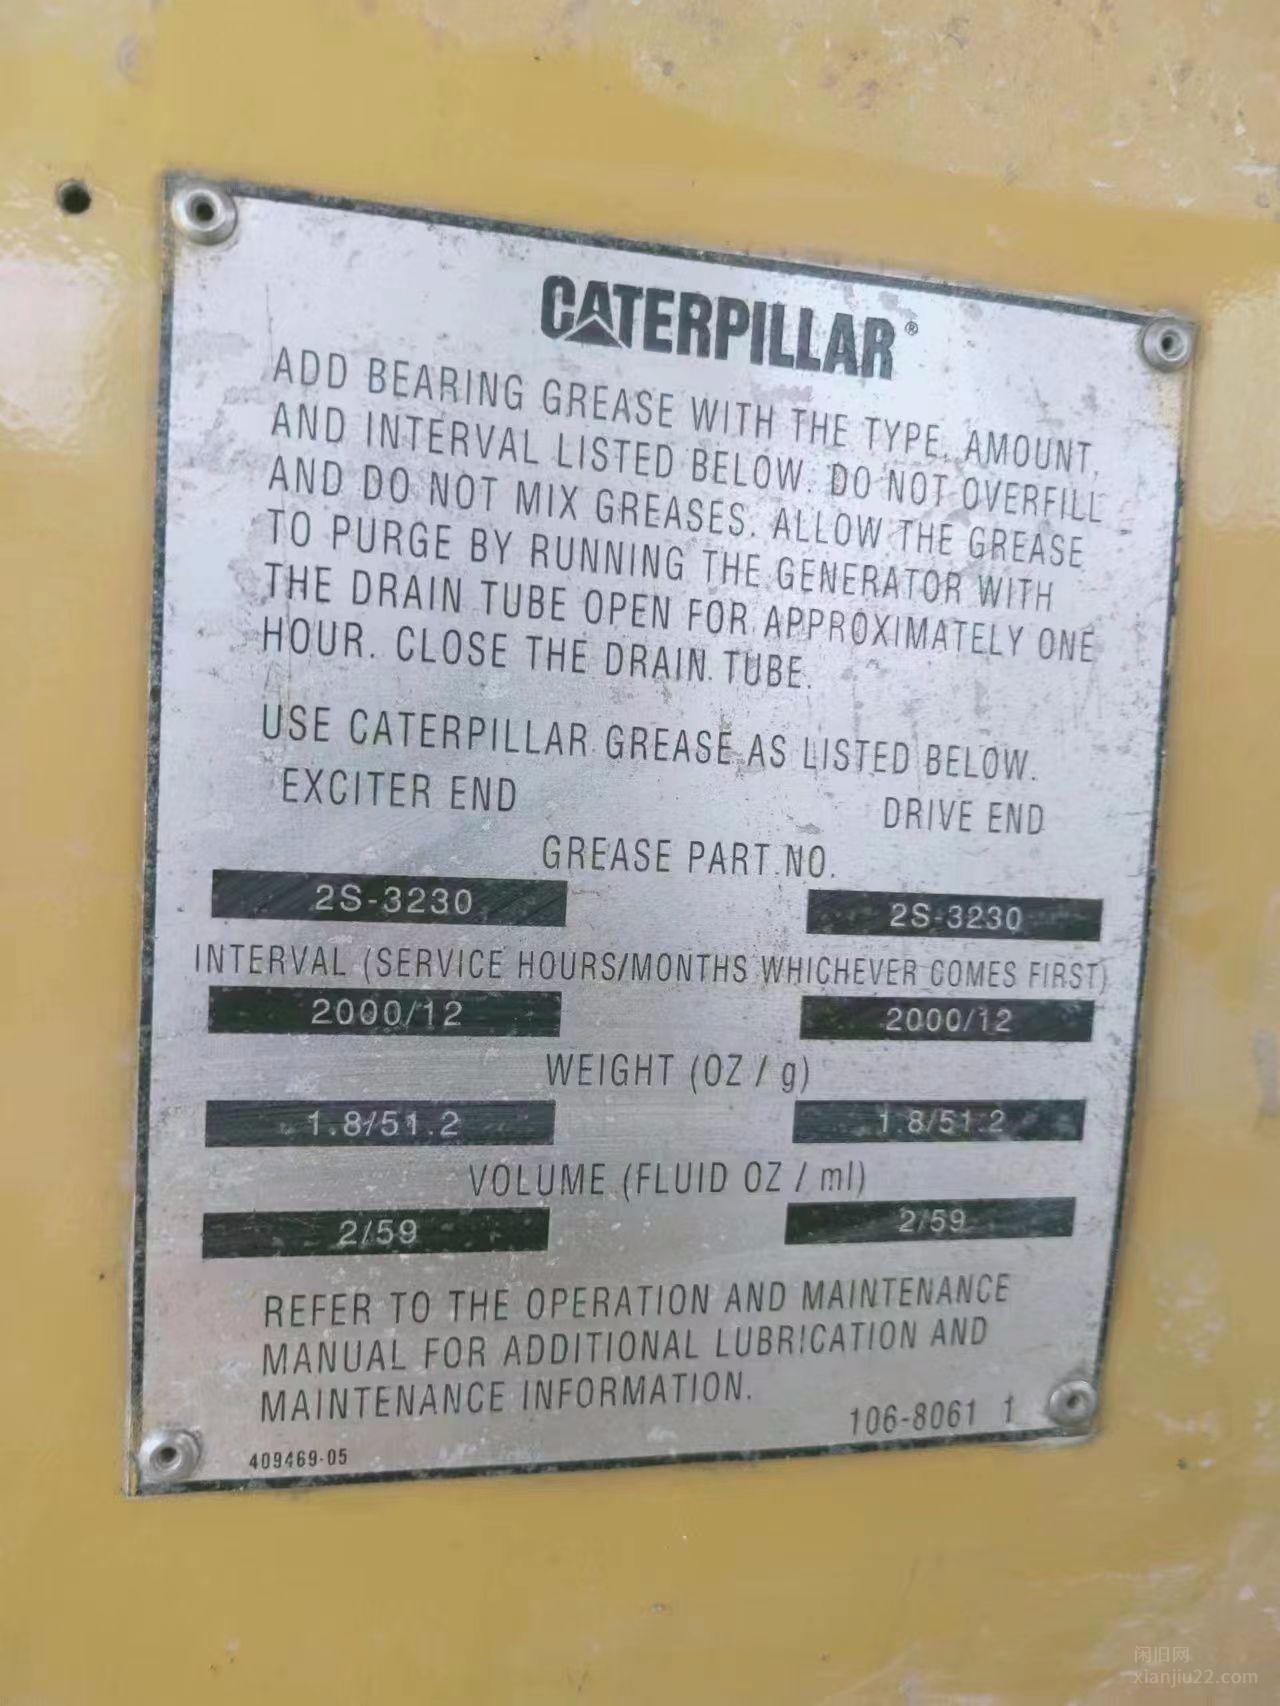 CATERPILLAR®
ADD BEARING GREASE WITH THE TYPE, AMOUNT,
AND INTERVAL LISTED BELOW. DO NOT OVERFILL
AND DO NOT MIX GREASES. ALLOW THE GREASE
TO PURGE BY RUNNING THE GENERATOR WITH
THE DRAIN TUBE OPEN FOR APPROXIMATELY ONE
HOUR. CLOSE THE DRAIN TUBE.
USE CATERPILLAR GREASE AS LISTED BELOW.
EXCITER END DRIVE END
GREASE PART NO.
2S-3230 2S-3230
INTERVAL (SERVICE HOURS/MONTHS WHICHEVER COMES FIRST)
2000/12 2000/12
WEIGHT (OZ / g)
1.8/51.2 1.8/51.2
VOLUME (FLUID OZ / ml)
2/59 2/59
REFER TO THE OPERATION AND MAINTENANCE
MANUAL FOR ADDITIONAL LUBRICATION AND
MAINTENANCE INFORMATION.
106-8061 1
409469-05
闲旧网
xianjiu22.com